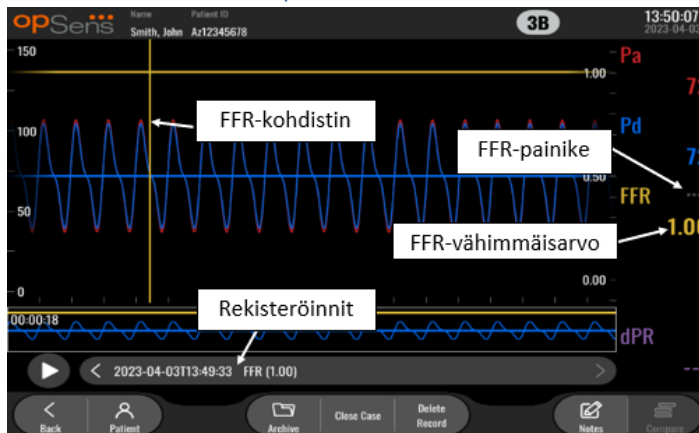 opSens
Name
Patient ID
Smith, John
Az12345678
3B
13:50:07
2023-04-03
150
1.00
Pa
FFR-kohdistin
100
Pd
FFR-painike
0.50
---
FFR
50
FFR-vähimmäisarvo
1.00
0.00
0
Rekisteröinnit
00:00:18
dPR
--
2023-04-03T13:49:33 FFR (1.00)
Back
Patient
Archive
Close Case
Delete
Record
Notes
Compare